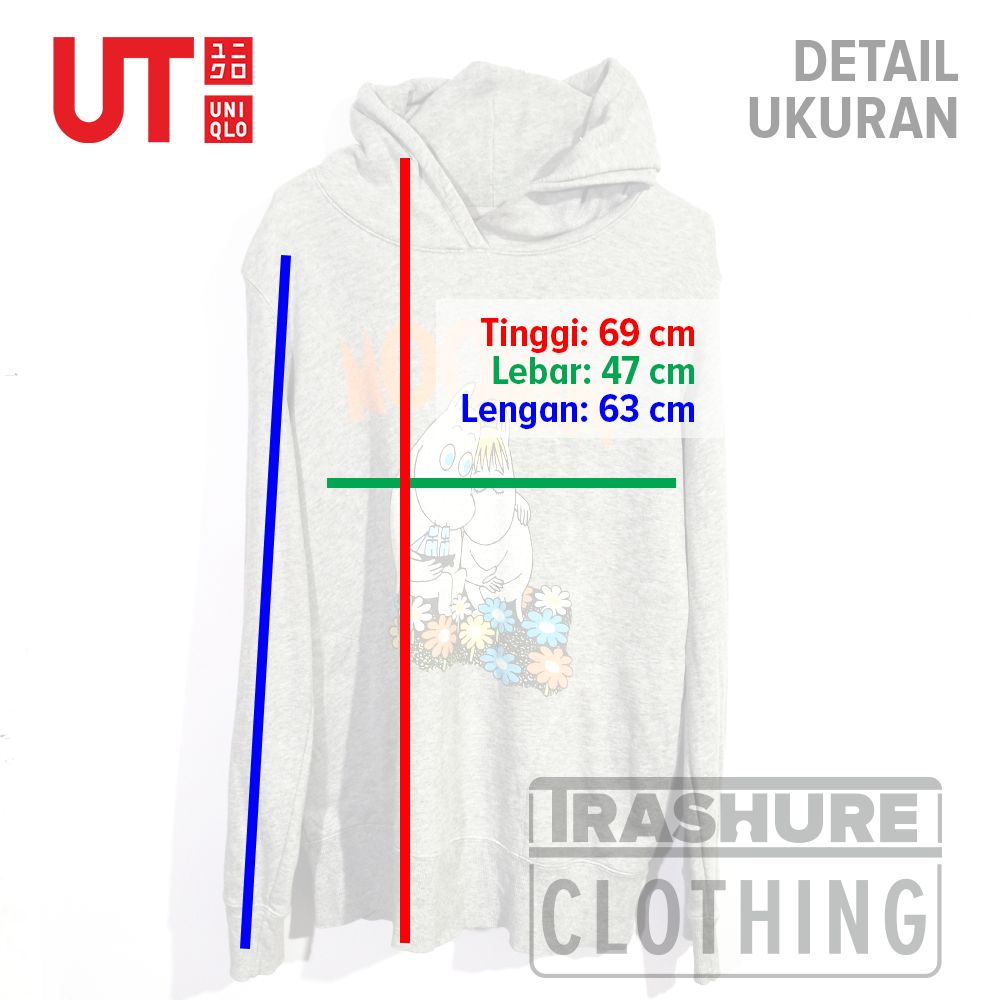 UT
ユニ
クロ
UNI
QLO
DETAIL
UKURAN
Tinggi: 69 cm
Lebar: 47 cm
Lengan: 63 cm
TRASHURE
CLOTHING